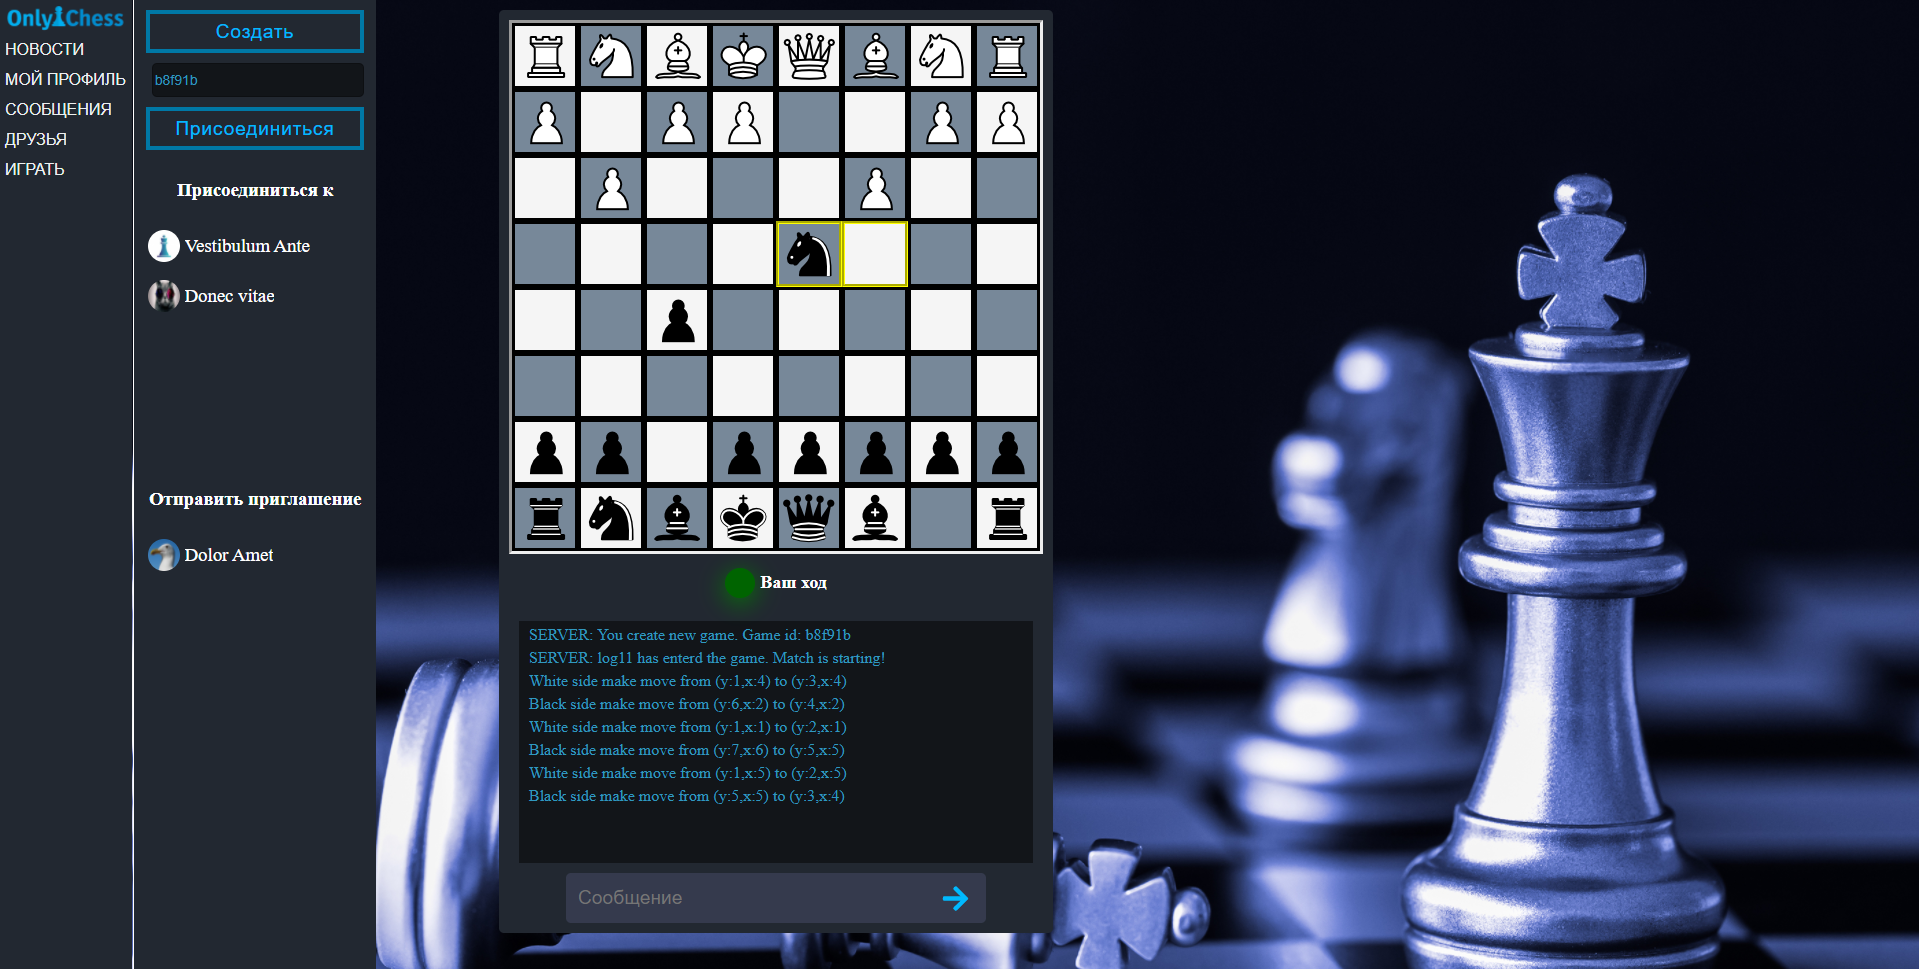 Only Chess
НОВОСТИ
МОЙ ПРОФИЛЬ
СООБЩЕНИЯ
ДРУЗЬЯ
ИГРАТЬ
Создать
b8f91b
Присоединиться
Присоединиться к
Vestibulum Ante
Donec vitae
Отправить приглашение
Dolor Amet
Ваш ход
SERVER: You create new game. Game id: b8f91b
SERVER: log11 has enterd the game. Match is starting!
White side make move from (y:1,x:4) to (y:3,x:4)
Black side make move from (y:6,x:2) to (y:4,x:2)
White side make move from (y:1,x:1) to (y:2,x:1)
Black side make move from (y:7,x:6) to (y:5,x:5)
White side make move from (y:1,x:5) to (y:2,x:5)
Black side make move from (y:5,x:5) to (y:3,x:4)
Сообщение